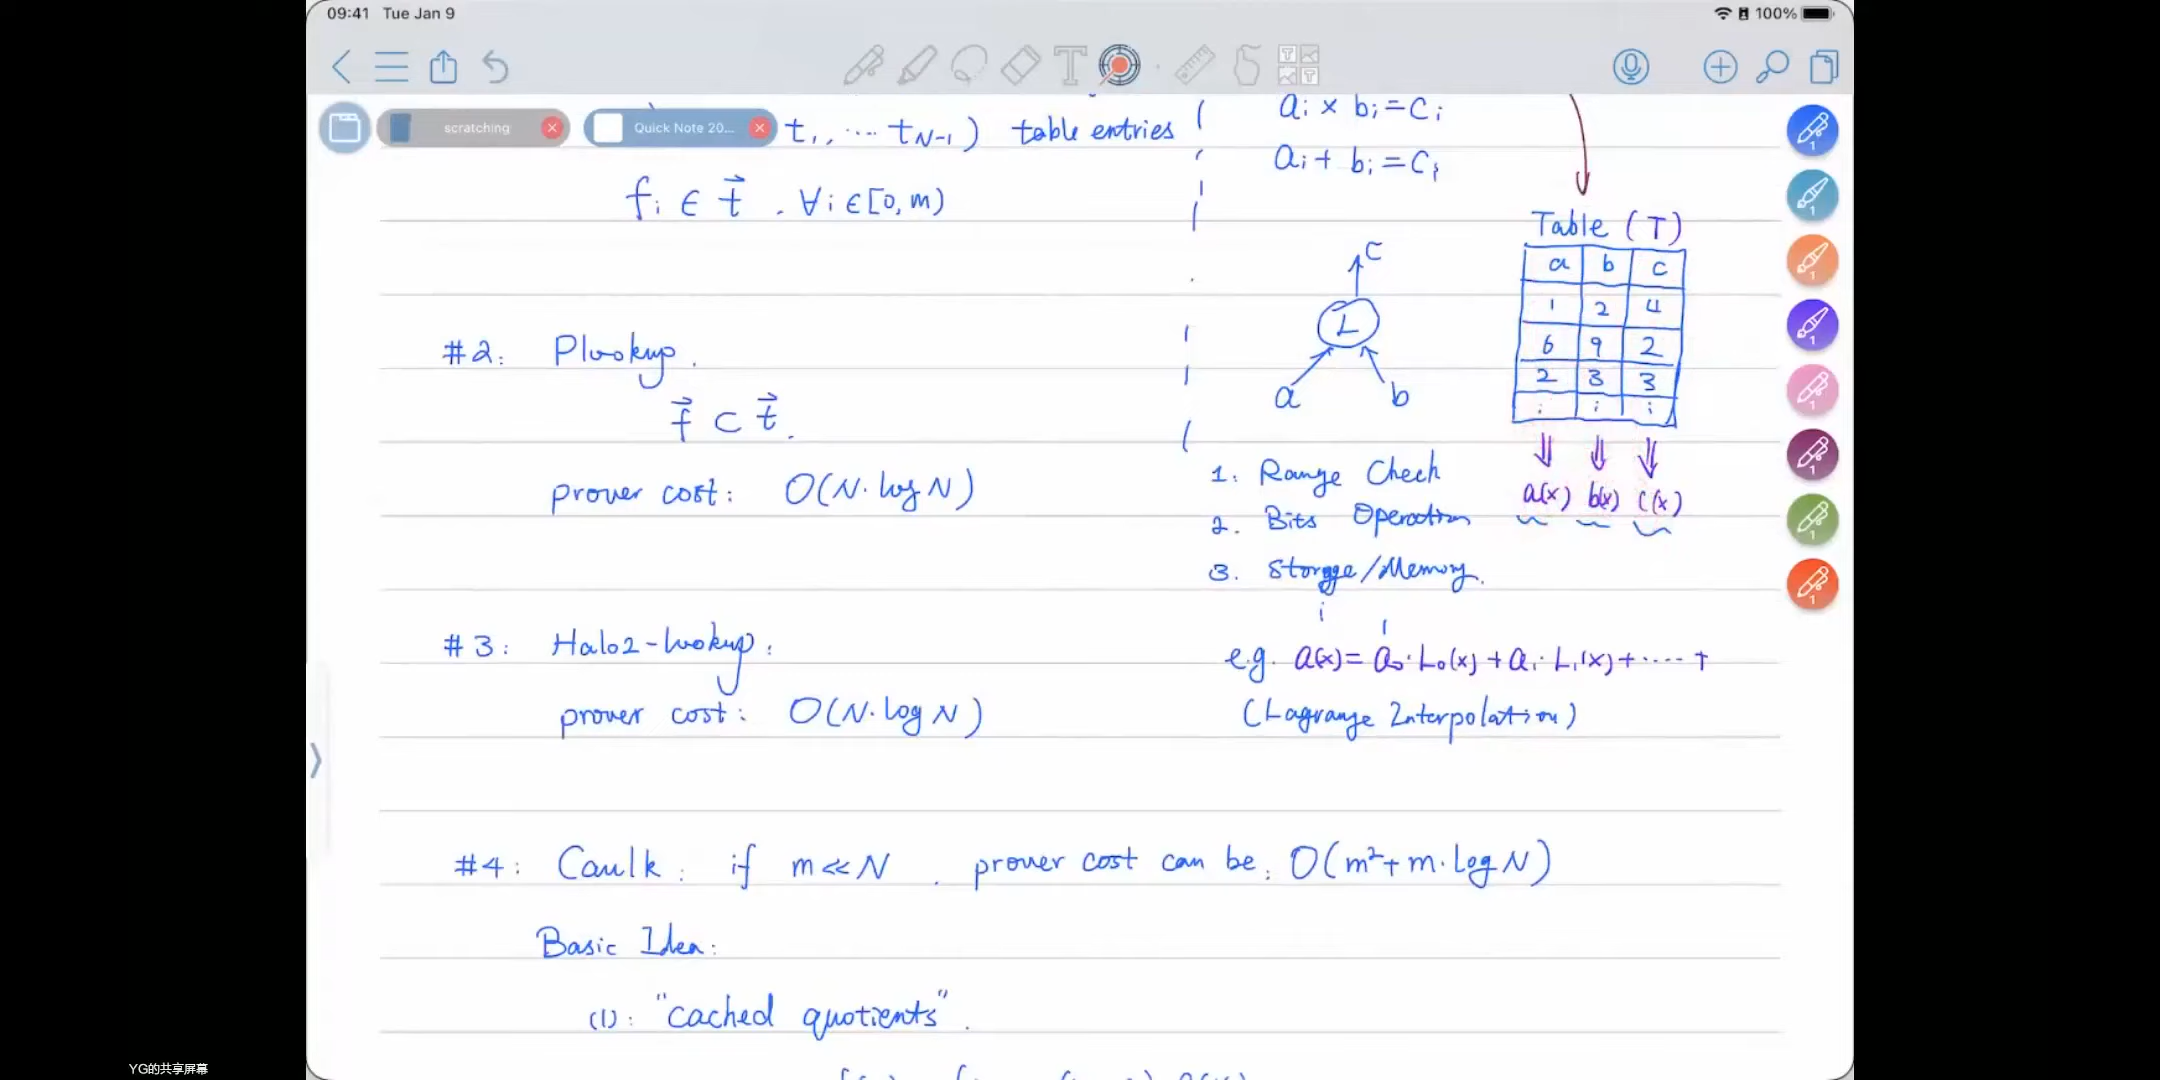 09:41 Tue Jan 9
100%
scratching
Quick Note 20...
t₁, ⋯ t_{N-1}) table entries
fᵢ ∈ t⃗ . ∀i ∈ [0, m)
#2: Plookup.
f⃗ ⊂ t⃗.
prover cost: O(N·log N)
#3: Halo2-lookup:
prover cost: O(N·log N)
#4: Caulk: if m ≪ N . prover cost can be: O(m² + m·log N)
Basic Idea:
(1): "cached quotients".
aᵢ × bᵢ = cᵢ
aᵢ + bᵢ = cᵢ
c
L
a b
Table (T)
a b c
1 2 4
6 9 2
2 3 3
⋮ ⋮ ⋮
a(x) b(x) c(x)
1. Range Check
2. Bits Operation
3. Storage/Memory.
e.g. a(x) = a₀·L₀(x) + a₁·L₁(x) + ⋯ +
(Lagrange Interpolation)
YG的共享屏幕